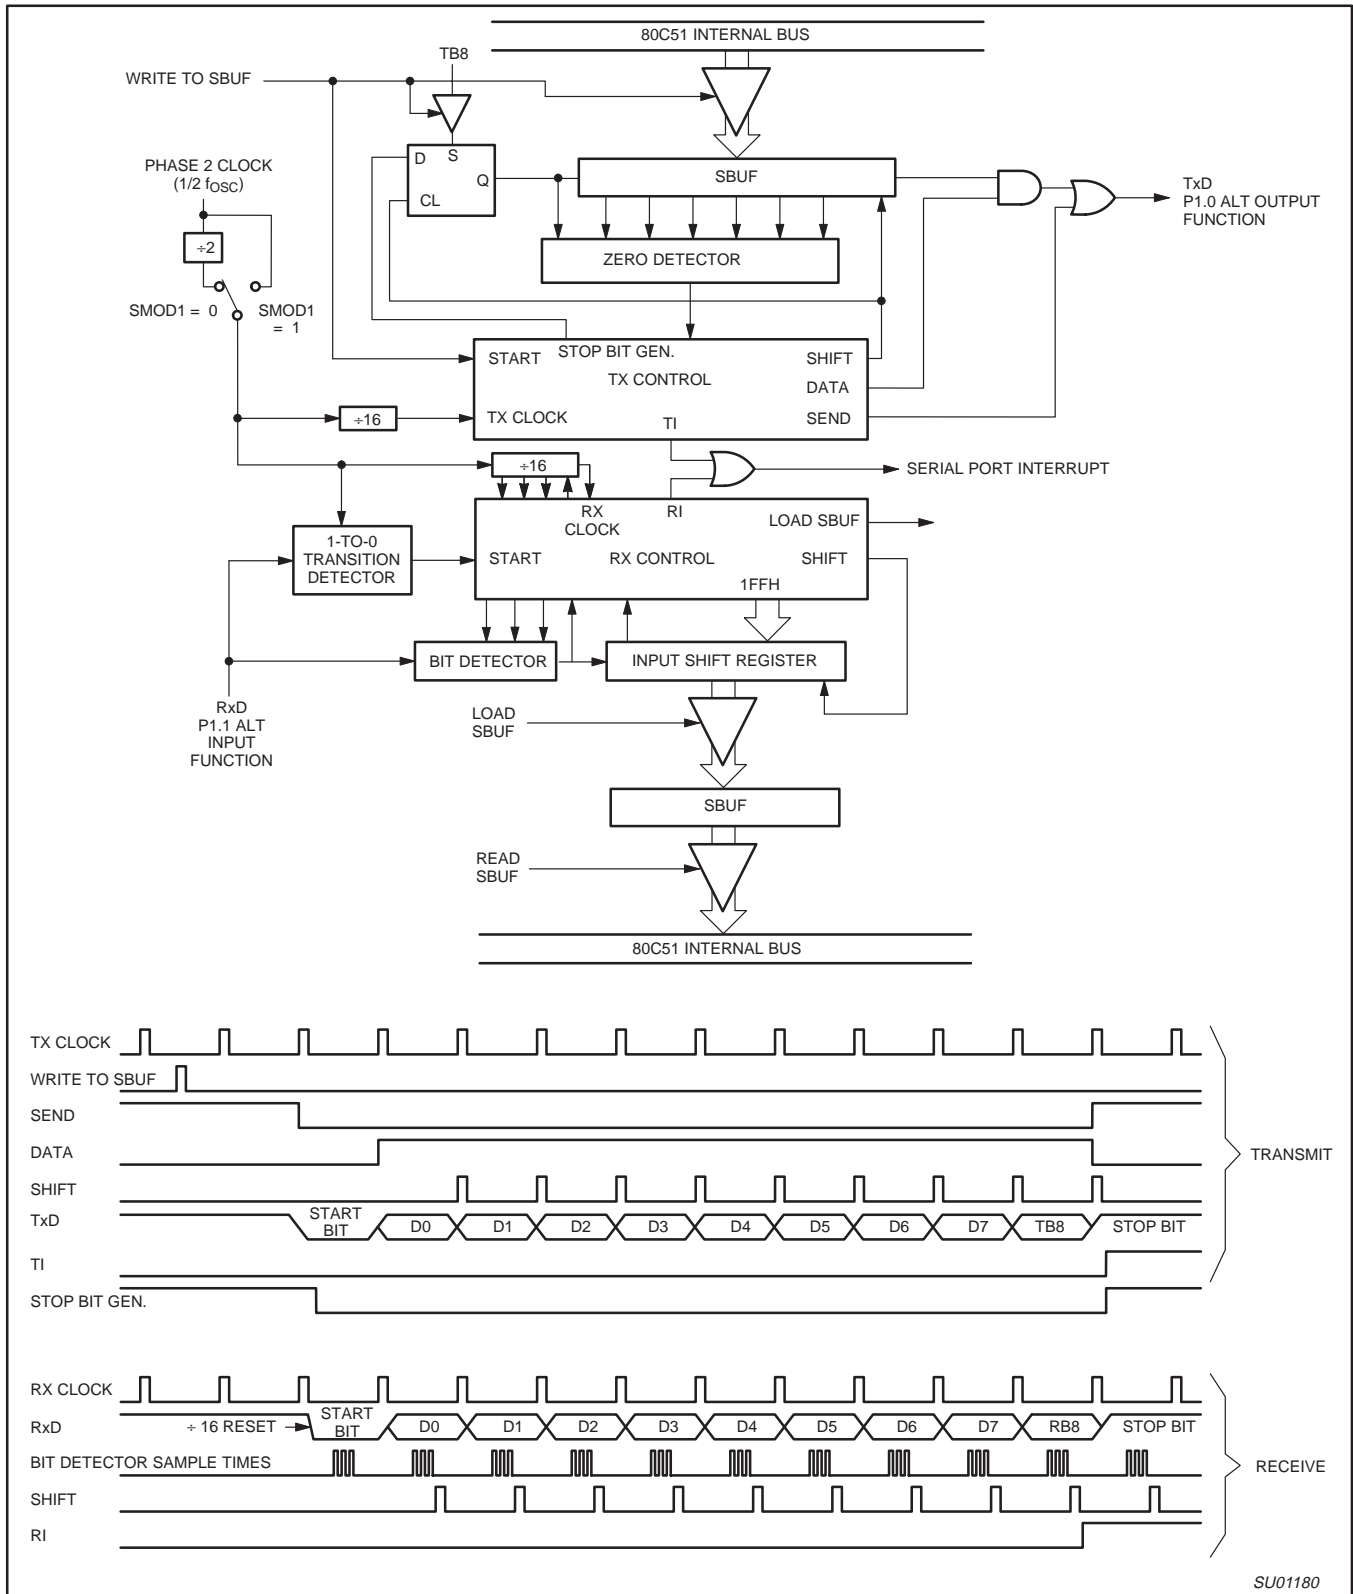 80C51 INTERNAL BUS
TB8
WRITE TO SBUF
D S
Q
CL
SBUF
PHASE 2 CLOCK
(1/2 fOSC)
÷2
SMOD1 = 0
SMOD1
= 1
ZERO DETECTOR
TxD
P1.0 ALT OUTPUT
FUNCTION
START
STOP BIT GEN.
SHIFT
TX CONTROL
DATA
÷16
TX CLOCK
TI
SEND
÷16
SERIAL PORT INTERRUPT
RX
CLOCK
RI
LOAD SBUF
1-TO-0
TRANSITION
DETECTOR
START
RX CONTROL
SHIFT
1FFH
BIT DETECTOR
INPUT SHIFT REGISTER
RxD
P1.1 ALT
INPUT
FUNCTION
LOAD
SBUF
SBUF
READ
SBUF
80C51 INTERNAL BUS
TX CLOCK
WRITE TO SBUF
SEND
DATA
TRANSMIT
SHIFT
TxD
START
BIT
D0 D1 D2 D3 D4 D5 D6 D7 TB8 STOP BIT
TI
STOP BIT GEN.
RX CLOCK
RxD
÷ 16 RESET
START
BIT
D0 D1 D2 D3 D4 D5 D6 D7 RB8 STOP BIT
BIT DETECTOR SAMPLE TIMES
RECEIVE
SHIFT
RI
SU01180